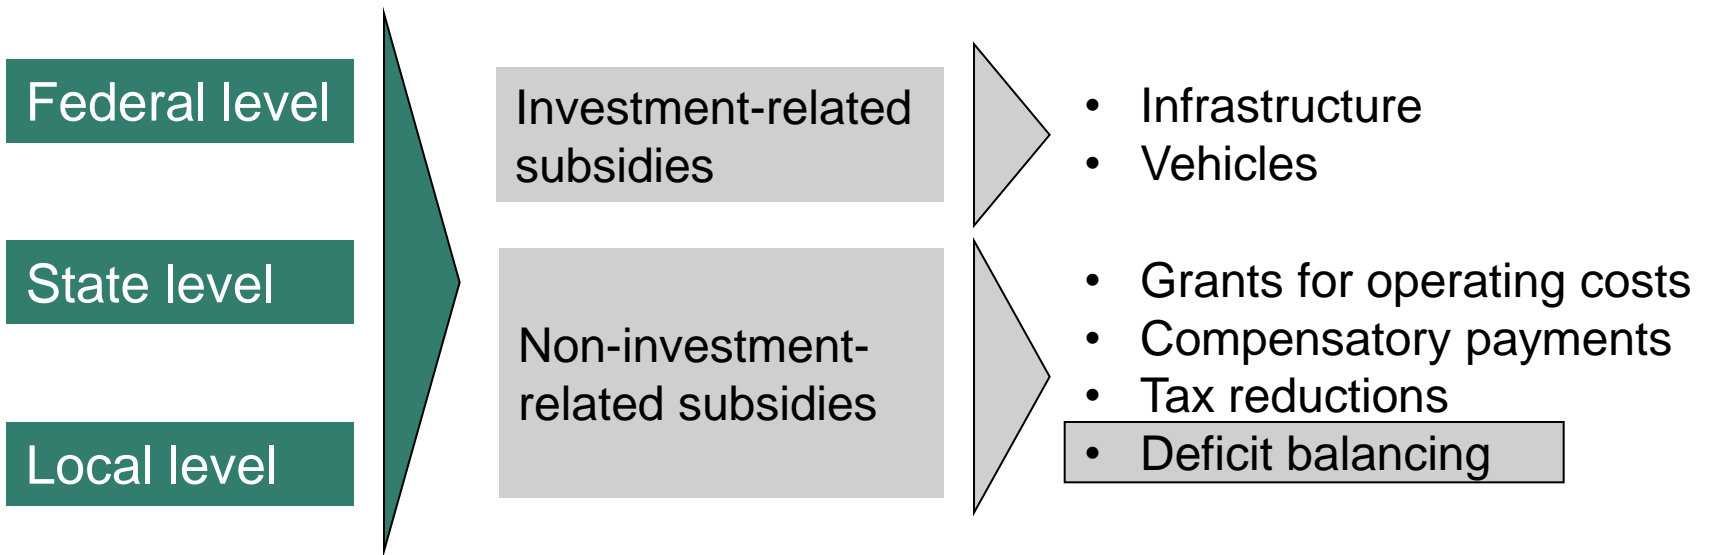 Federal level
State level
Local level
Investment-related
subsidies
Non-investment-
related subsidies
• Infrastructure
• Vehicles
• Grants for operating costs
• Compensatory payments
• Tax reductions
• Deficit balancing